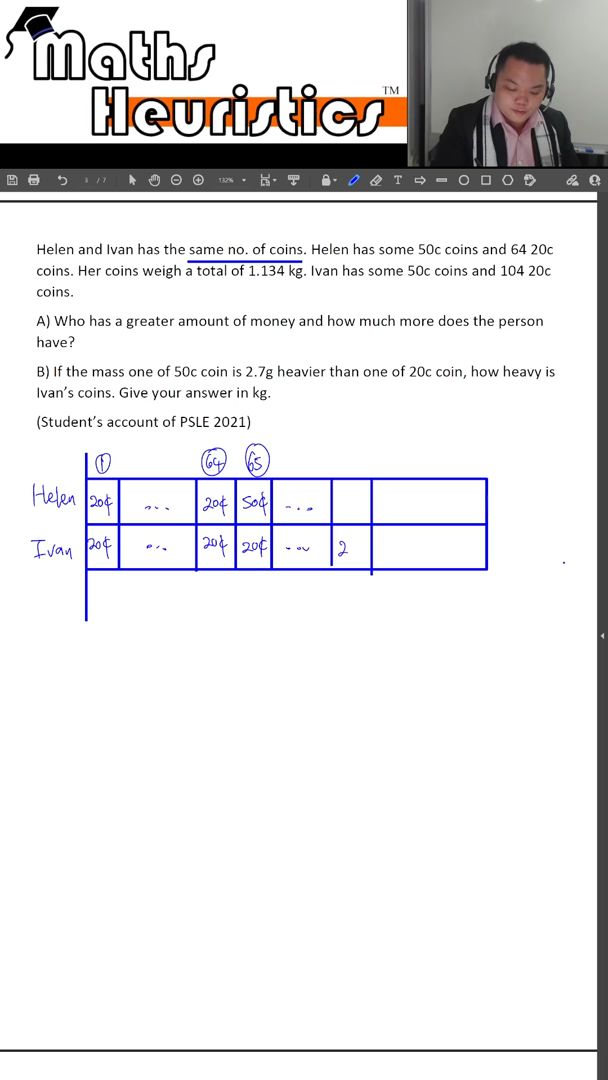 Maths
Heuristics™
3 / 7
132%
T
Helen and Ivan has the same no. of coins. Helen has some 50c coins and 64 20c
coins. Her coins weigh a total of 1.134 kg. Ivan has some 50c coins and 104 20c
coins.
A) Who has a greater amount of money and how much more does the person
have?
B) If the mass one of 50c coin is 2.7g heavier than one of 20c coin, how heavy is
Ivan’s coins. Give your answer in kg.
(Student’s account of PSLE 2021)
1 64 65
Helen 20¢ ... 20¢ 50¢ ...
Ivan 20¢ ... 20¢ 20¢ ... 2